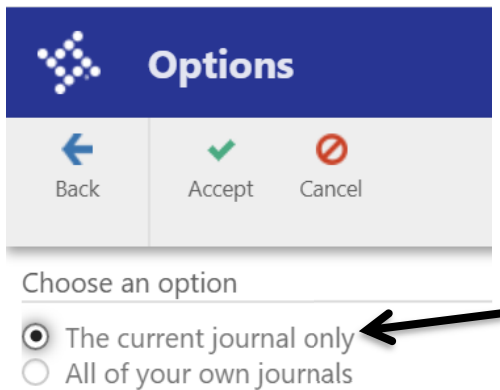 Options
Back Accept Cancel
Choose an option
The current journal only
All of your own journals